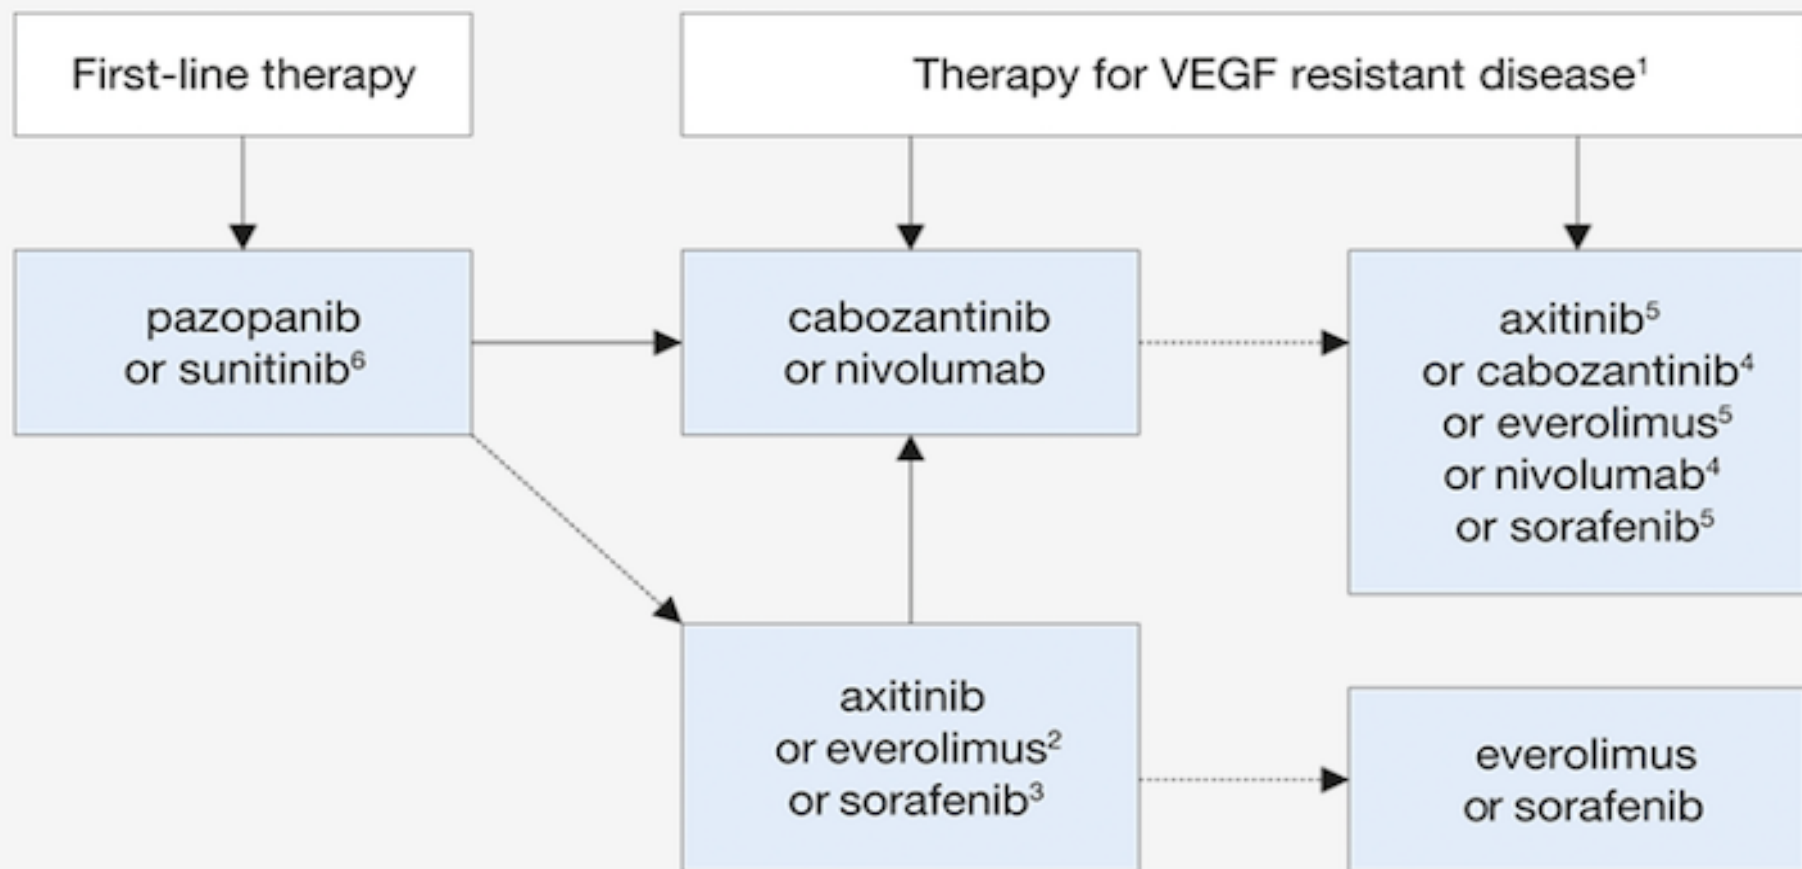 First-line therapy
Therapy for VEGF resistant disease¹
pazopanib
or sunitinib⁶
cabozantinib
or nivolumab
axitinib⁵
or cabozantinib⁴
or everolimus⁵
or nivolumab⁴
or sorafenib⁵
axitinib
or everolimus²
or sorafenib³
everolimus
or sorafenib